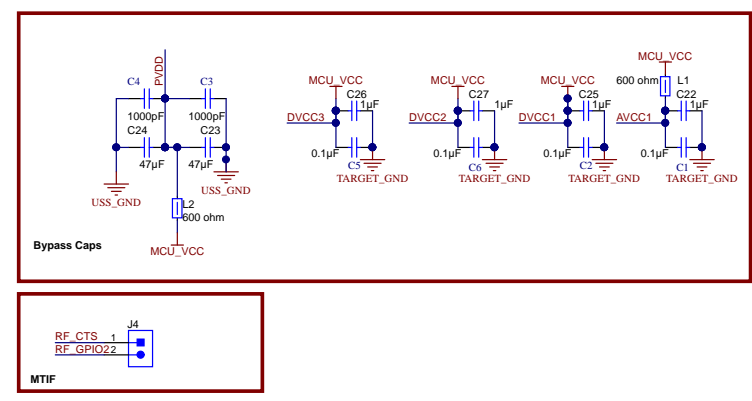 PVDD
C4
C3
1000pF
1000pF
C24
C23
47µF
47µF
USS_GND
USS_GND
L2
600 ohm
MCU_VCC
Bypass Caps
MCU_VCC
C26
1µF
DVCC3
0.1µF
C5
TARGET_GND
MCU_VCC
C27
1µF
DVCC2
0.1µF
C6
TARGET_GND
MCU_VCC
C25
1µF
DVCC1
0.1µF
C2
TARGET_GND
MCU_VCC
600 ohm
L1
C22
1µF
AVCC1
0.1µF
C1
TARGET_GND
J4
RF_CTS 1
RF_GPIO2 2
MTIF